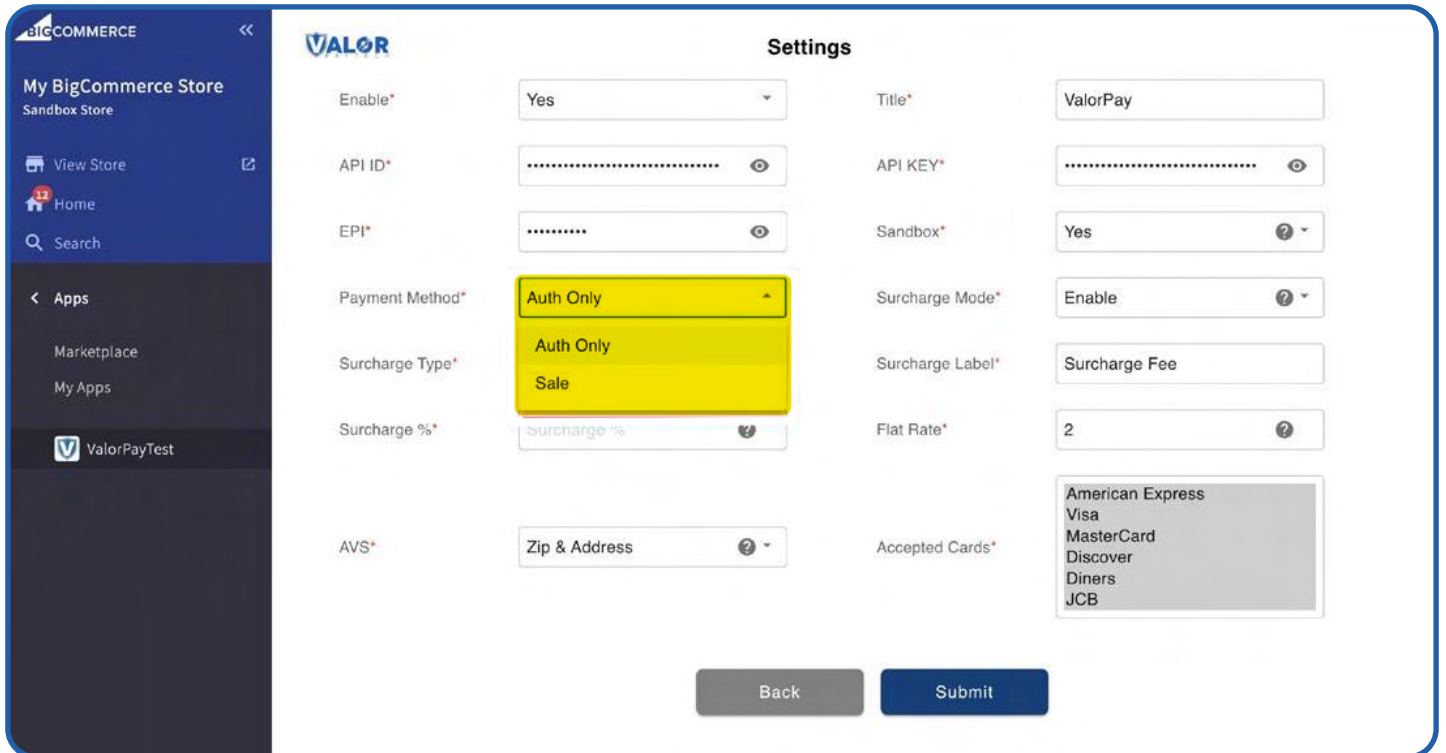 BIGCOMMERCE
My BigCommerce Store
Sandbox Store
View Store
12
Home
Search
Apps
Marketplace
My Apps
ValorPayTest
VALOR
Settings
Enable* Yes Title* ValorPay
API ID* •••••••••••••••••••••••••••••••• API KEY* ••••••••••••••••••••••••••••••••
EPI* •••••••••• Sandbox* Yes
Payment Method* Auth Only Surcharge Mode* Enable
Auth Only
Surcharge Type* Surcharge Label* Surcharge Fee
Sale
Surcharge %* Surcharge % Flat Rate* 2
AVS* Zip & Address Accepted Cards*
American Express
Visa
MasterCard
Discover
Diners
JCB
Back Submit